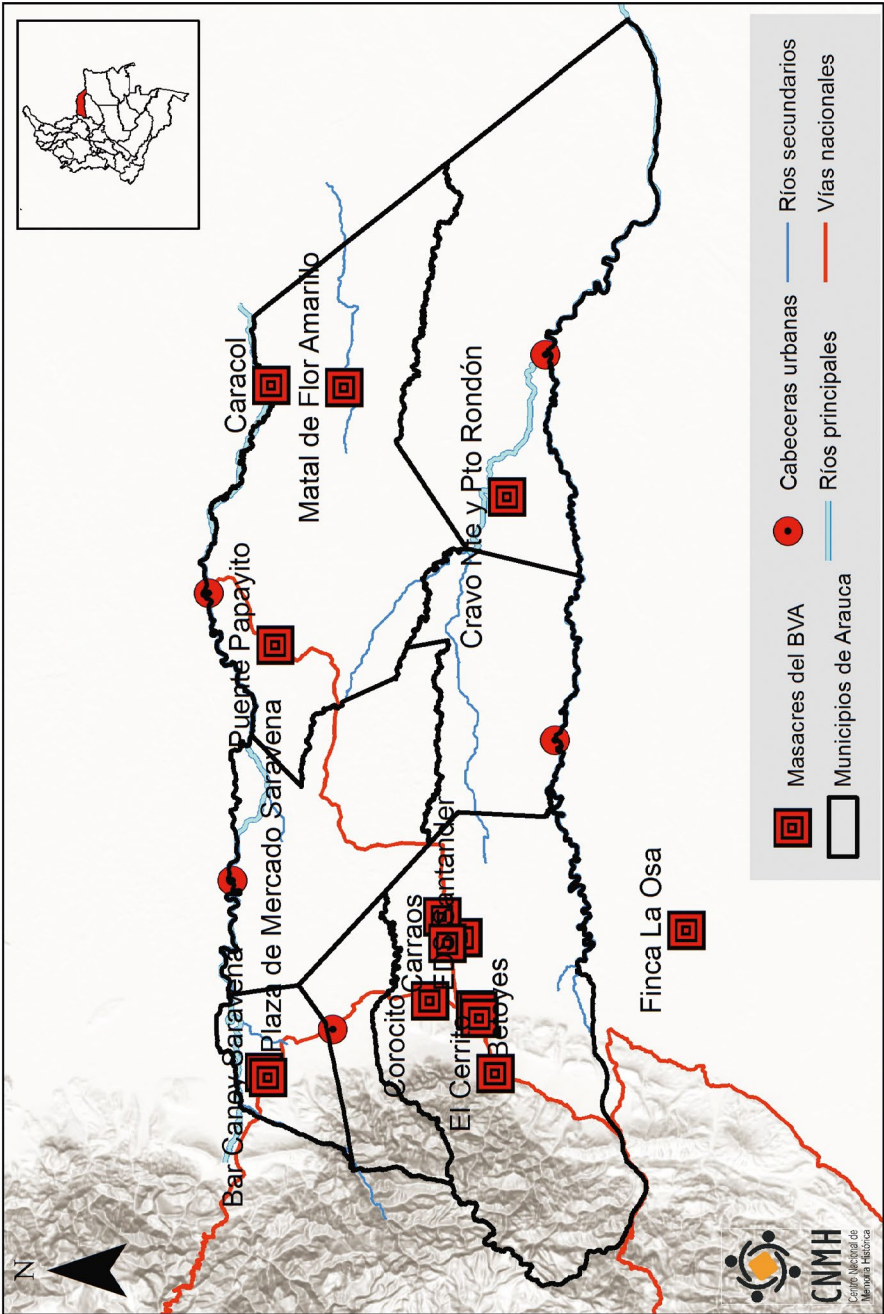 N
Bar Caney Saravena
Plaza de Mercado Saravena
Puente Papayito
Caracol
Matal de Flor Amarillo
Corocito
Carraos
EDS Santander
El Cerrito
Betoyes
Cravo Nte y Pto Rondón
Finca La Osa
CNMH
Centro Nacional de
Memoria Histórica
Masacres del BVA
Cabeceras urbanas
Ríos secundarios
Municipios de Arauca
Ríos principales
Vías nacionales